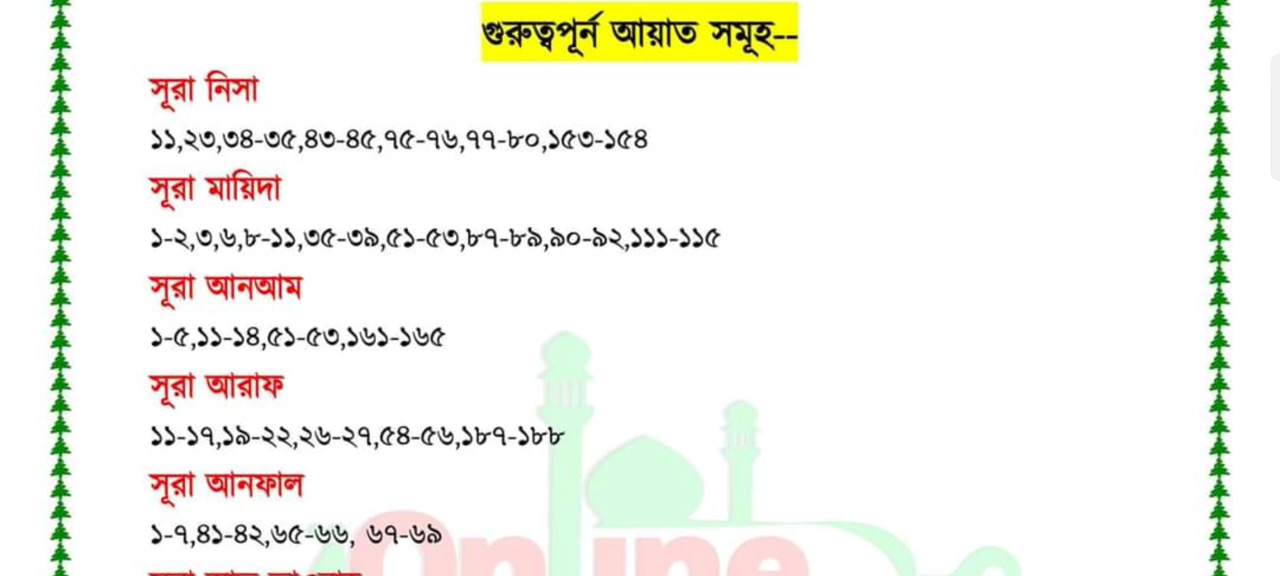 গুরুত্বপূর্ন আয়াত সমূহ--
সূরা নিসা
১১,২৩,৩৪-৩৫,৪৩-৪৫,৭৫-৭৬,৭৭-৮০,১৫৩-১৫৪
সূরা মায়িদা
১-২,৩,৬,৮-১১,৩৫-৩৯,৫১-৫৩,৮৭-৮৯,৯০-৯২,১১১-১১৫
সূরা আনআম
১-৫,১১-১৪,৫১-৫৩,১৬১-১৬৫
সূরা আরাফ
১১-১৭,১৯-২২,২৬-২৭,৫৪-৫৬,১৮৭-১৮৮
সূরা আনফাল
১-৭,৪১-৪২,৬৫-৬৬, ৬৭-৬৯
Online